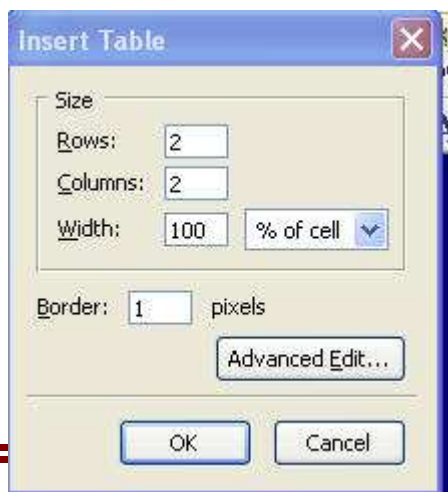 Insert Table
Size
Rows: 2
Columns: 2
Width: 100 % of cell
Border: 1 pixels
Advanced Edit...
OK Cancel